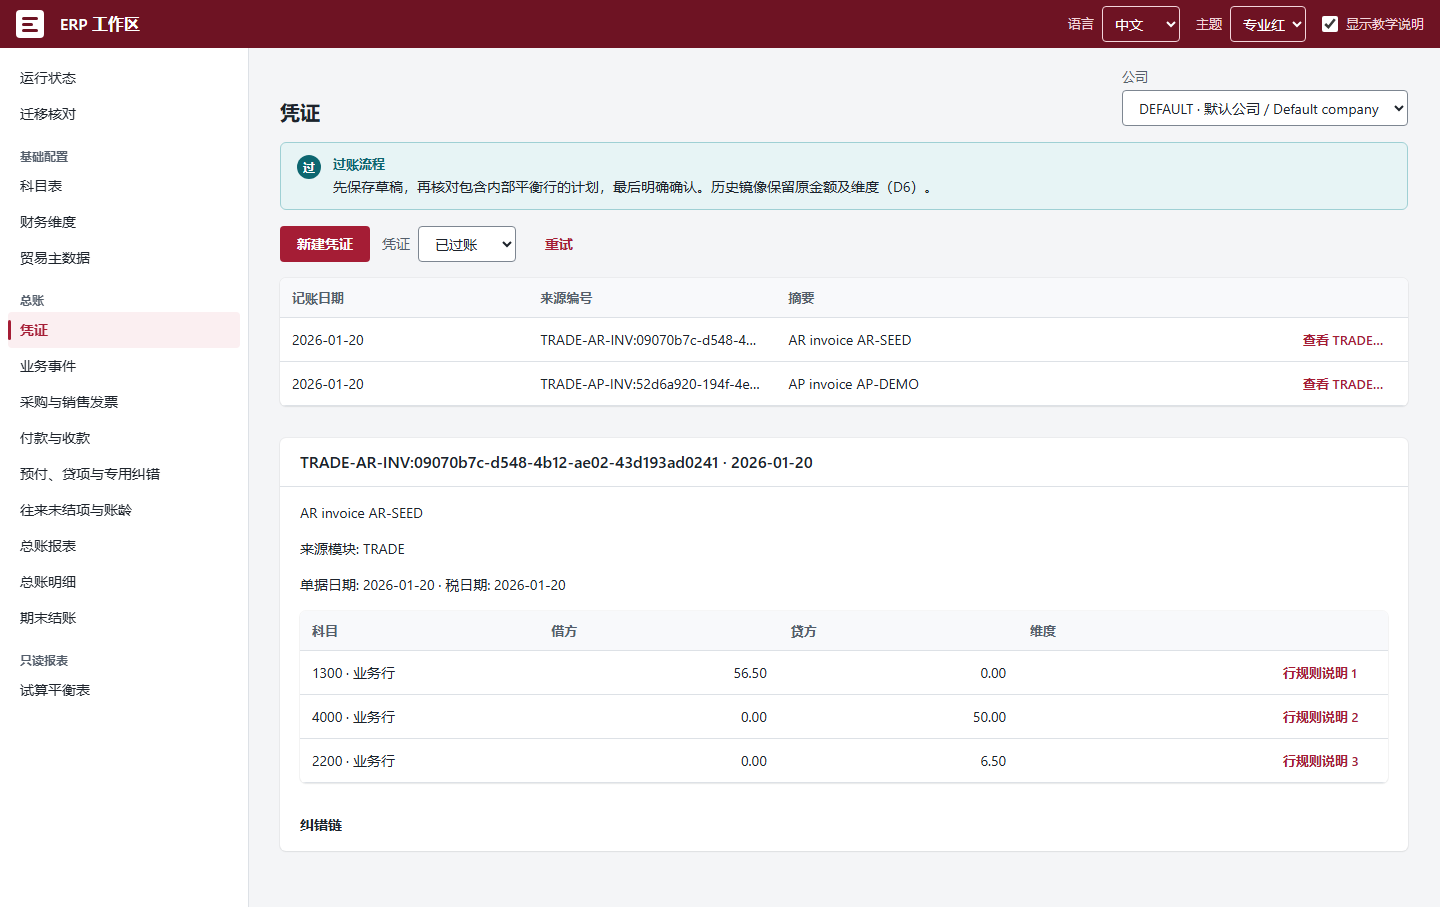 ERP 工作区
语言 中文 主题 专业红 显示教学说明
运行状态
迁移核对
基础配置
科目表
财务维度
贸易主数据
总账
凭证
业务事件
采购与销售发票
付款与收款
预付、贷项与专用纠错
往来未结项与账龄
总账报表
总账明细
期末结账
只读报表
试算平衡表
公司
凭证
DEFAULT · 默认公司 / Default company
过 过账流程
先保存草稿，再核对包含内部平衡行的计划，最后明确确认。历史镜像保留原金额及维度（D6）。
新建凭证 凭证 已过账 重试
记账日期 来源编号 摘要
2026-01-20 TRADE-AR-INV:09070b7c-d548-4... AR invoice AR-SEED 查看 TRADE...
2026-01-20 TRADE-AP-INV:52d6a920-194f-4e... AP invoice AP-DEMO 查看 TRADE...
TRADE-AR-INV:09070b7c-d548-4b12-ae02-43d193ad0241 · 2026-01-20
AR invoice AR-SEED
来源模块: TRADE
单据日期: 2026-01-20 · 税日期: 2026-01-20
科目 借方 贷方 维度
1300 · 业务行 56.50 0.00 行规则说明 1
4000 · 业务行 0.00 50.00 行规则说明 2
2200 · 业务行 0.00 6.50 行规则说明 3
纠错链